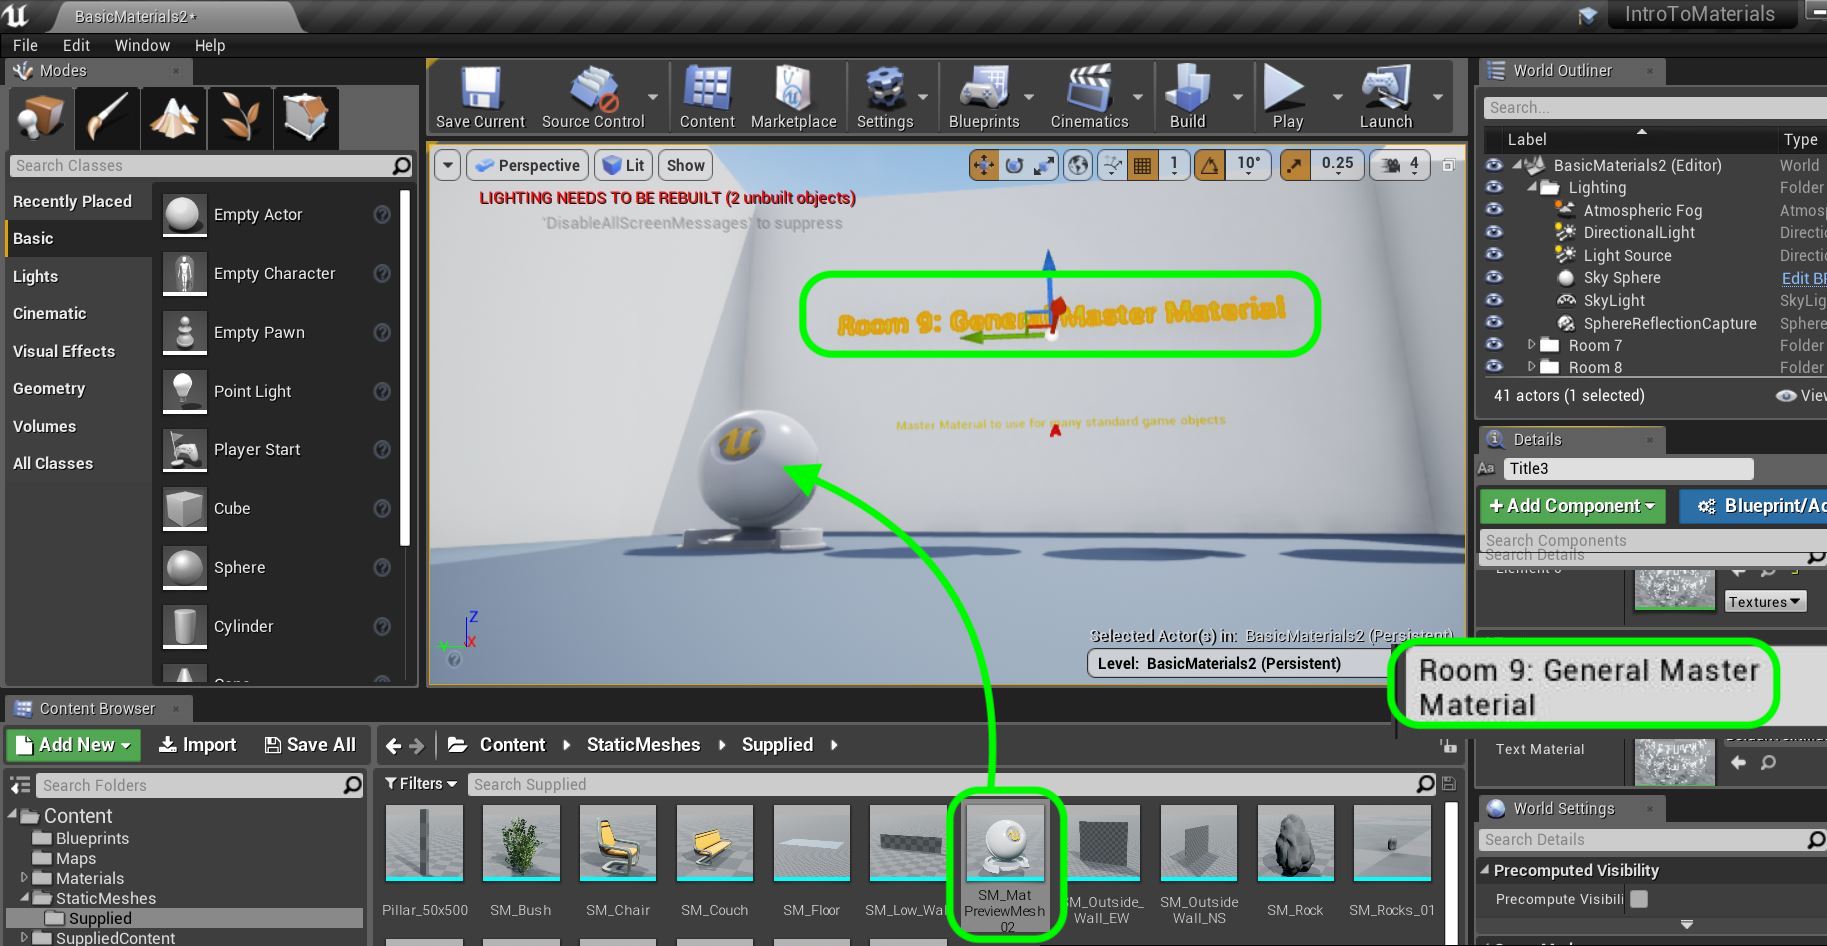 BasicMaterials2*
IntroToMaterials
File Edit Window Help
Modes
Search Classes
Recently Placed
Basic
Lights
Cinematic
Visual Effects
Geometry
Volumes
All Classes
Empty Actor
Empty Character
Empty Pawn
Point Light
Player Start
Cube
Sphere
Cylinder
Save Current Source Control Content Marketplace Settings Blueprints Cinematics Build Play Launch
Perspective Lit Show 1 10° 0.25 4
LIGHTING NEEDS TO BE REBUILT (2 unbuilt objects)
'DisableAllScreenMessages' to suppress
Room 9: General Master Material
Master Material to use for many standard game objects
Z
Y X
Selected Actor(s) in: BasicMaterials2 (Persistent)
Level: BasicMaterials2 (Persistent)
World Outliner
Search...
Label Type
BasicMaterials2 (Editor) World
Lighting Folder
Atmospheric Fog Atmos
DirectionalLight Directi
Light Source Directi
Sky Sphere Edit B
SkyLight SkyLig
SphereReflectionCapture Sphere
Room 7 Folder
Room 8 Folder
41 actors (1 selected) View
Details
Title3
+Add Component Blueprint/Ad
Search Components
Search Details
Textures
Room 9: General Master
Material
Text Material
World Settings
Search Details
Precomputed Visibility
Precompute Visibili
Content Browser
Add New Import Save All Content StaticMeshes Supplied
Search Folders
Content
Blueprints
Maps
Materials
StaticMeshes
Supplied
SuppliedContent
Filters Search Supplied
Pillar_50x500
SM_Bush
SM_Chair
SM_Couch
SM_Floor
SM_Low_Wal
SM_Mat
PreviewMesh
02
SM_Outside_
Wall_EW
SM_Outside
Wall_NS
SM_Rock
SM_Rocks_01